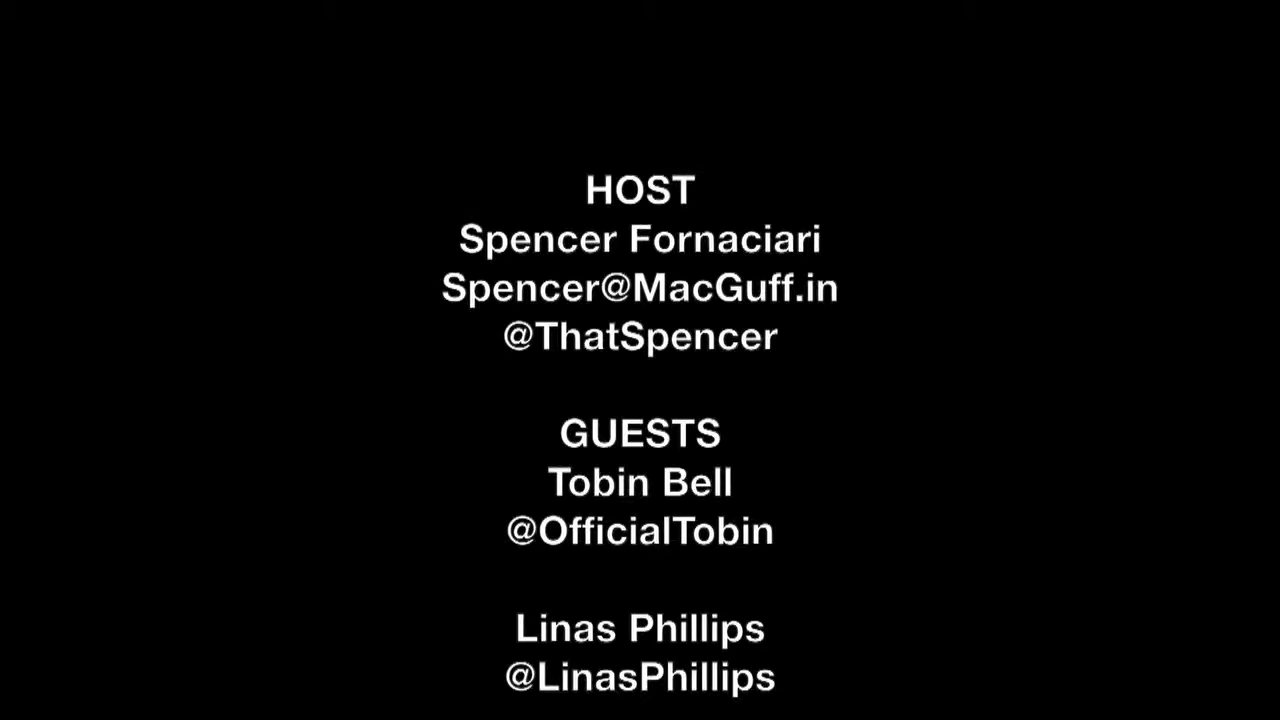 HOST
Spencer Fornaciari
Spencer@MacGuff.in
@ThatSpencer
GUESTS
Tobin Bell
@OfficialTobin
Linas Phillips
@LinasPhillips